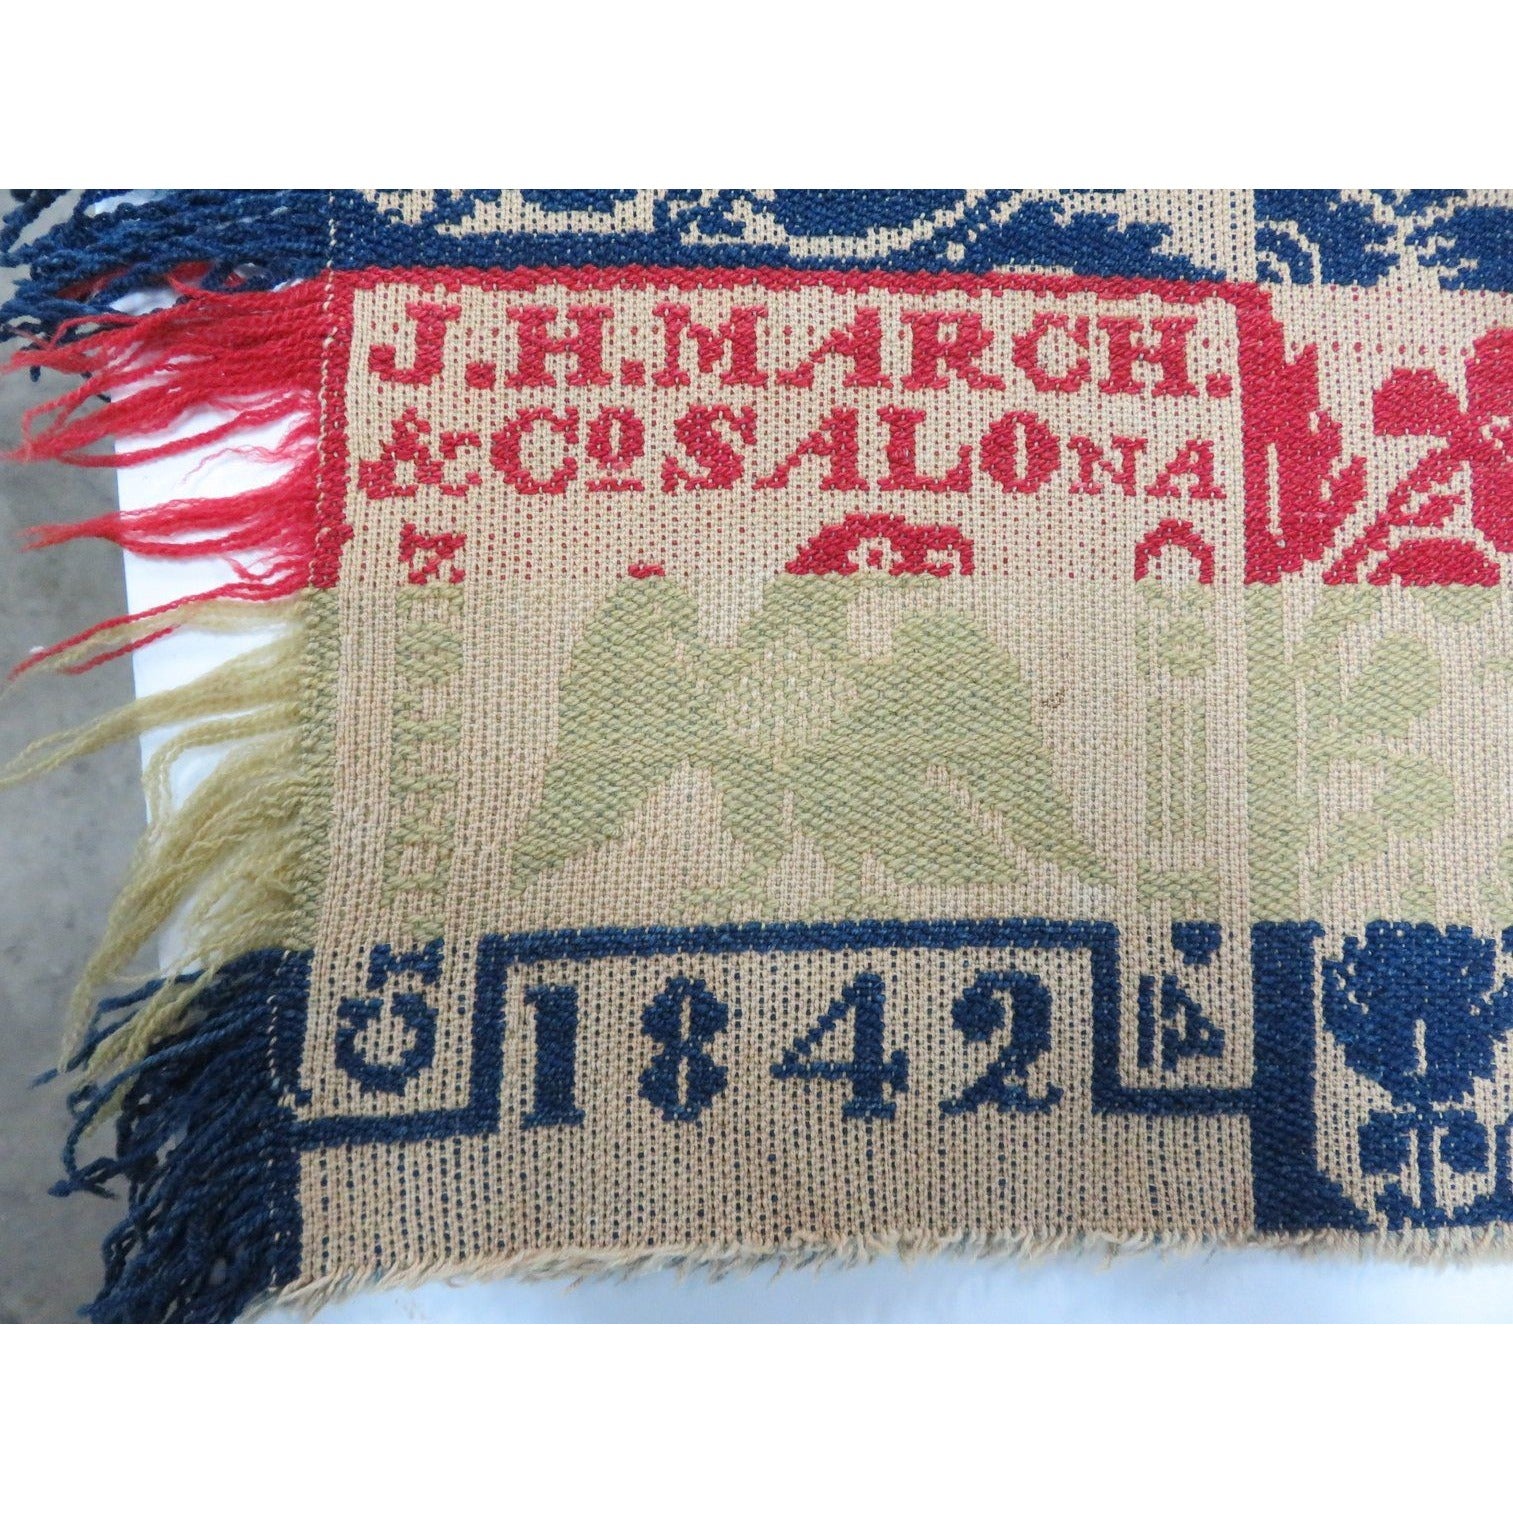 J.H.MARCH.
& Co SALONA
1842